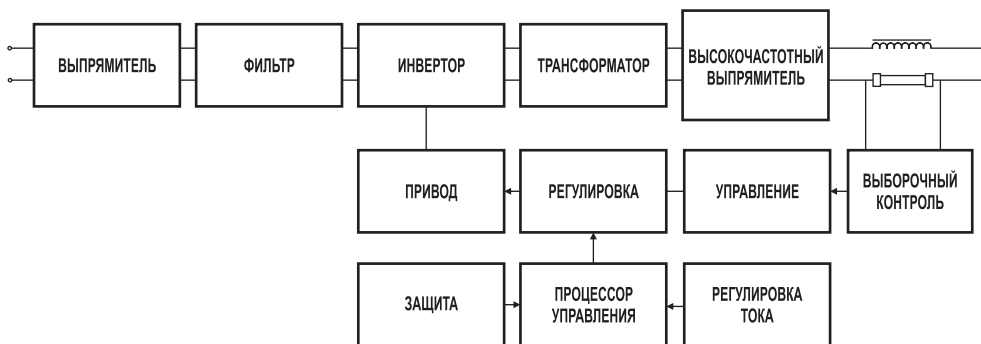 ВЫПРЯМИТЕЛЬ
ФИЛЬТР
ИНВЕРТОР
ТРАНСФОРМАТОР
ВЫСОКОЧАСТОТНЫЙ
ВЫПРЯМИТЕЛЬ
ПРИВОД
РЕГУЛИРОВКА
УПРАВЛЕНИЕ
ВЫБОРОЧНЫЙ
КОНТРОЛЬ
ЗАЩИТА
ПРОЦЕССОР
УПРАВЛЕНИЯ
РЕГУЛИРОВКА
ТОКА